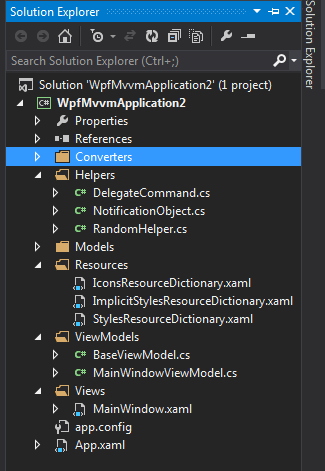 Solution Explorer
Solution Explorer
Search Solution Explorer (Ctrl+;)
Solution 'WpfMvvmApplication2' (1 project)
C# WpfMvvmApplication2
Properties
References
Converters
Helpers
C# DelegateCommand.cs
C# NotificationObject.cs
C# RandomHelper.cs
Models
Resources
IconsResourceDictionary.xaml
ImplicitStylesResourceDictionary.xaml
StylesResourceDictionary.xaml
ViewModels
C# BaseViewModel.cs
C# MainWindowViewModel.cs
Views
MainWindow.xaml
app.config
App.xaml